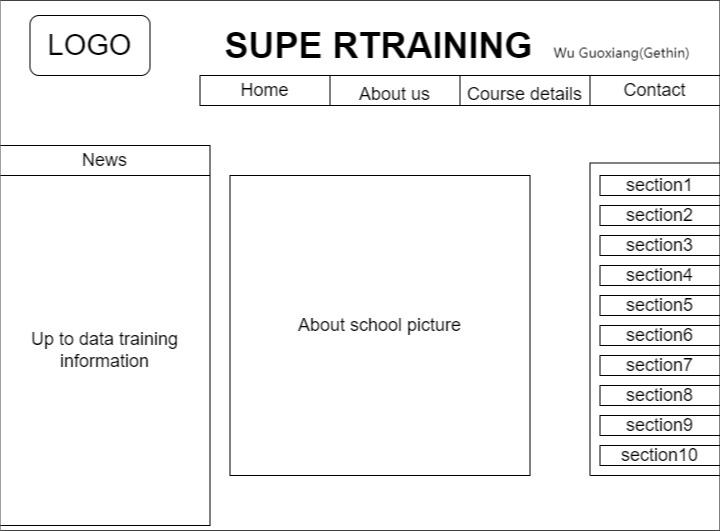 LOGO
SUPE RTRAINING
Wu Guoxiang(Gethin)
Home
About us
Course details
Contact
News
Up to data training
information
About school picture
section1
section2
section3
section4
section5
section6
section7
section8
section9
section10